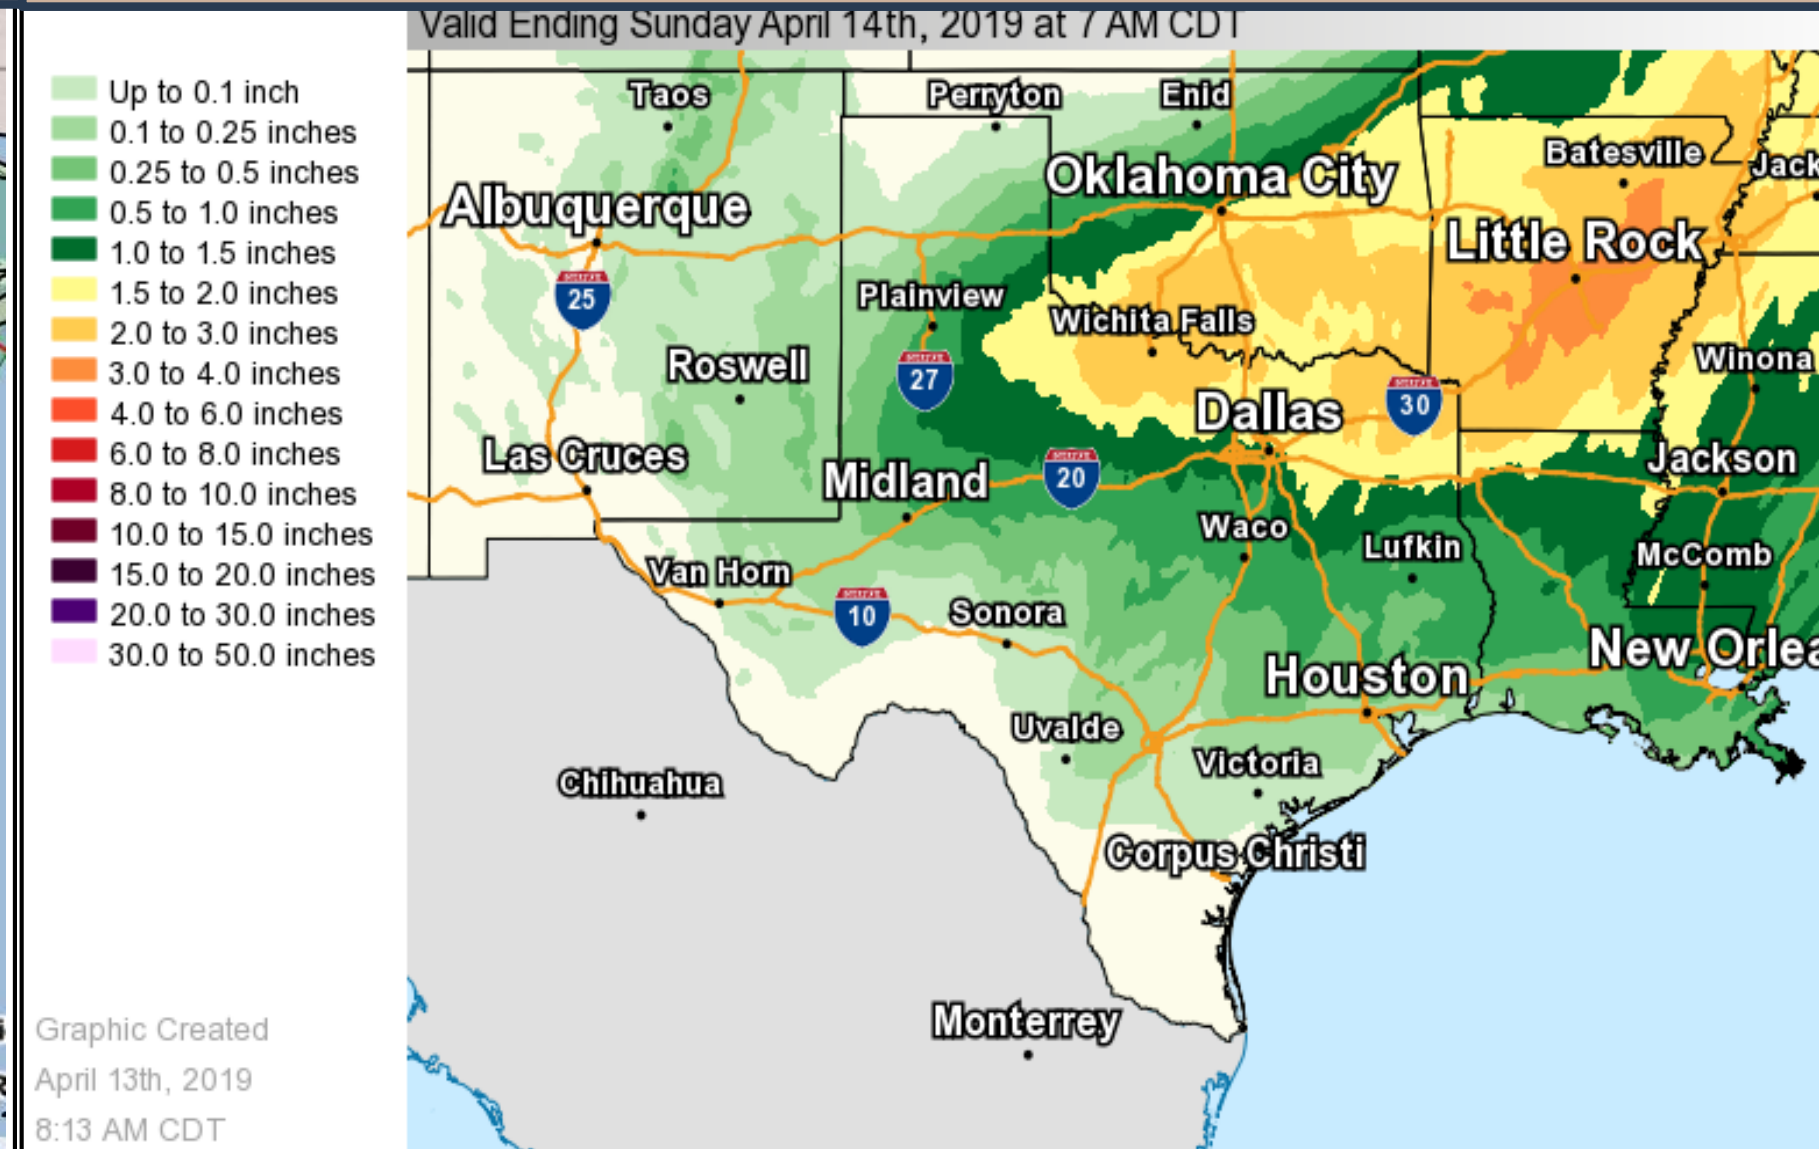 Valid Ending Sunday April 14th, 2019 at 7 AM CDT
Up to 0.1 inch
0.1 to 0.25 inches
0.25 to 0.5 inches
0.5 to 1.0 inches
1.0 to 1.5 inches
1.5 to 2.0 inches
2.0 to 3.0 inches
3.0 to 4.0 inches
4.0 to 6.0 inches
6.0 to 8.0 inches
8.0 to 10.0 inches
10.0 to 15.0 inches
15.0 to 20.0 inches
20.0 to 30.0 inches
30.0 to 50.0 inches
Graphic Created
April 13th, 2019
8:13 AM CDT
Taos
Perryton
Enid
Batesville
Jack
Oklahoma City
Albuquerque
Little Rock
25
Plainview
Wichita Falls
Winona
Roswell
27
30
Dallas
Las Cruces
Midland
20
Jackson
Waco
Lufkin
McComb
Van Horn
10
Sonora
New Orlea
Houston
Uvalde
Victoria
Chihuahua
Corpus Christi
Monterrey